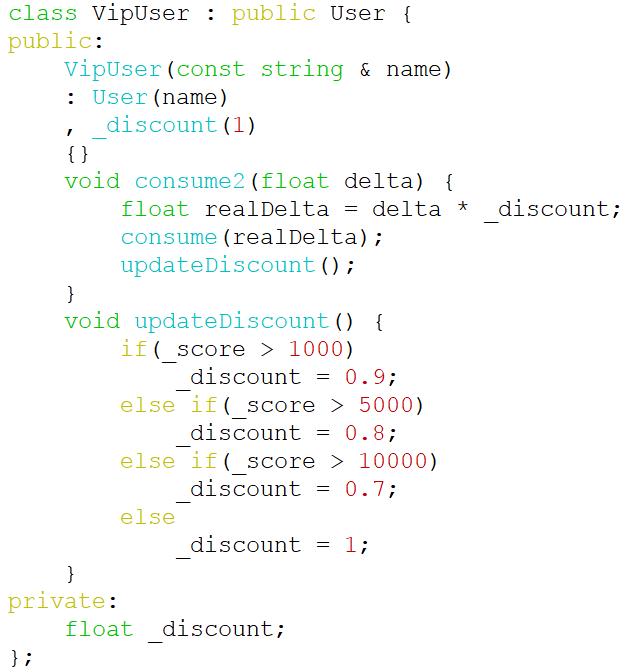 class VipUser : public User {
public:
    VipUser(const string & name)
    : User(name)
    , _discount(1)
    {}
    void consume2(float delta) {
        float realDelta = delta * _discount;
        consume(realDelta);
        updateDiscount();
    }
    void updateDiscount() {
        if(_score > 1000)
            _discount = 0.9;
        else if(_score > 5000)
            _discount = 0.8;
        else if(_score > 10000)
            _discount = 0.7;
        else
            _discount = 1;
    }
private:
    float _discount;
};